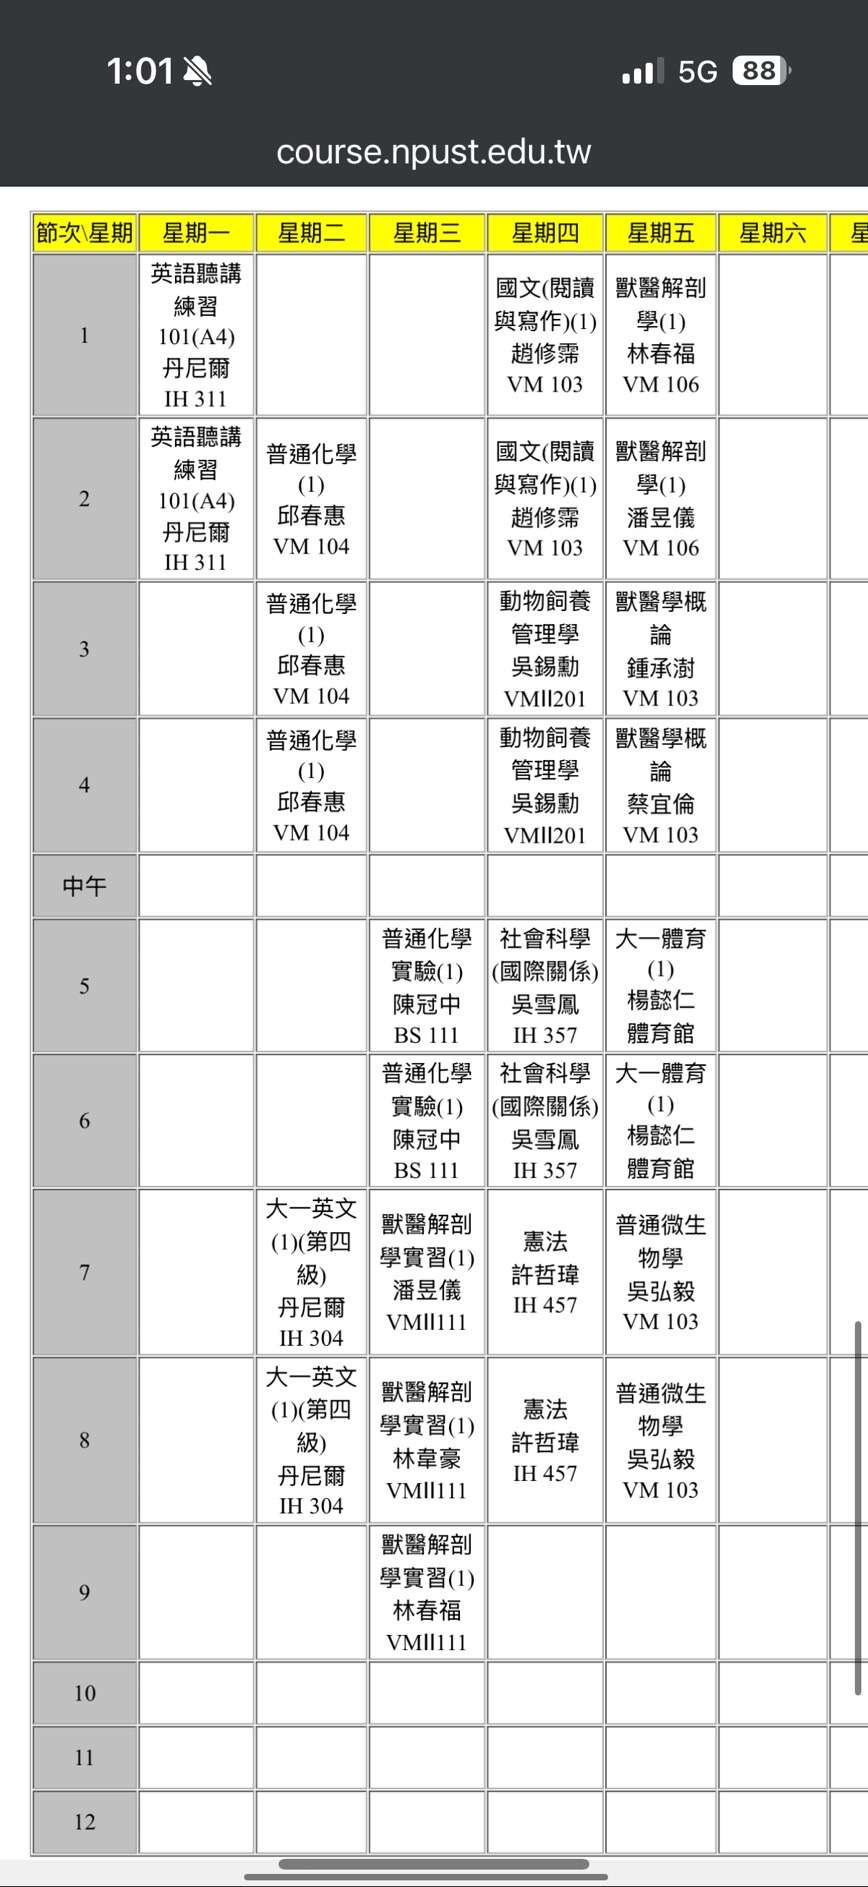 1:01
5G 88
course.npust.edu.tw
節次\星期 星期一 星期二 星期三 星期四 星期五 星期六
1
英語聽講
練習
101(A4)
丹尼爾
IH 311
國文(閱讀
與寫作)(1)
趙修霈
VM 103
獸醫解剖
學(1)
林春福
VM 106
2
英語聽講
練習
101(A4)
丹尼爾
IH 311
普通化學
(1)
邱春惠
VM 104
國文(閱讀
與寫作)(1)
趙修霈
VM 103
獸醫解剖
學(1)
潘昱儀
VM 106
3
普通化學
(1)
邱春惠
VM 104
動物飼養
管理學
吳錫勳
VMII201
獸醫學概
論
鍾承澍
VM 103
4
普通化學
(1)
邱春惠
VM 104
動物飼養
管理學
吳錫勳
VMII201
獸醫學概
論
蔡宜倫
VM 103
中午
5
普通化學
實驗(1)
陳冠中
BS 111
社會科學
(國際關係)
吳雪鳳
IH 357
大一體育
(1)
楊懿仁
體育館
6
普通化學
實驗(1)
陳冠中
BS 111
社會科學
(國際關係)
吳雪鳳
IH 357
大一體育
(1)
楊懿仁
體育館
7
大一英文
(1)(第四
級)
丹尼爾
IH 304
獸醫解剖
學實習(1)
潘昱儀
VMII111
憲法
許哲瑋
IH 457
普通微生
物學
吳弘毅
VM 103
8
大一英文
(1)(第四
級)
丹尼爾
IH 304
獸醫解剖
學實習(1)
林韋豪
VMII111
憲法
許哲瑋
IH 457
普通微生
物學
吳弘毅
VM 103
9
獸醫解剖
學實習(1)
林春福
VMII111
10
11
12